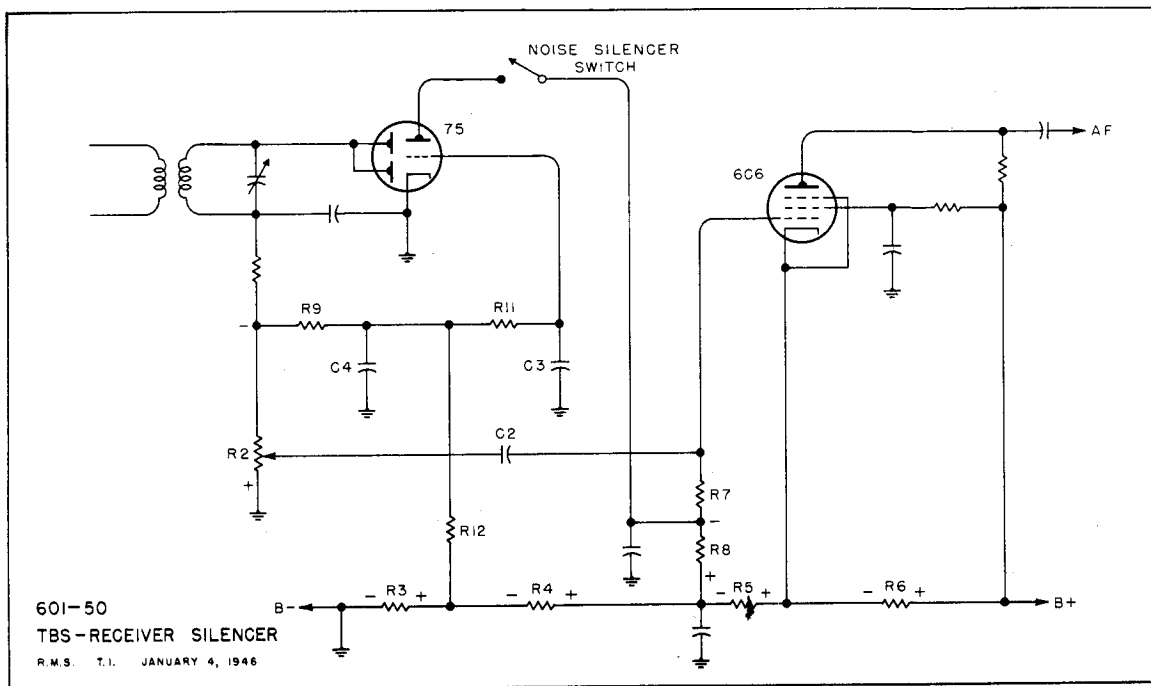 NOISE SILENCER
SWITCH
75
AF
6C6
R9
R11
-
C4
C3
C2
R2
+
R7
-
R12
R8
+
B-
- R3 +
- R4 +
- R5 +
- R6 +
B+
601-50
TBS-RECEIVER SILENCER
R.M.S. T.I. JANUARY 4, 1946